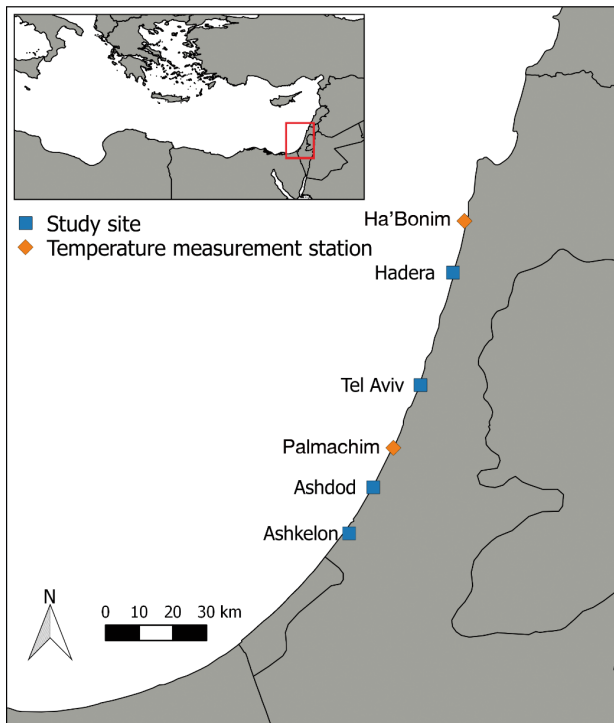 Study site
Temperature measurement station
Ha'Bonim
Hadera
Tel Aviv
Palmachim
Ashdod
Ashkelon
N
0 10 20 30 km